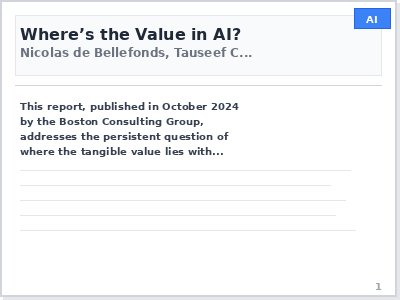 AI
Where's the Value in AI?
Nicolas de Bellefonds, Tauseef C...
This report, published in October 2024
by the Boston Consulting Group,
addresses the persistent question of
where the tangible value lies with...
1